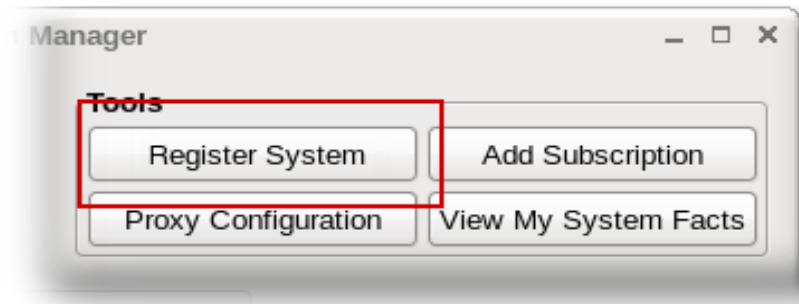 Manager
Tools
Register System Add Subscription
Proxy Configuration View My System Facts